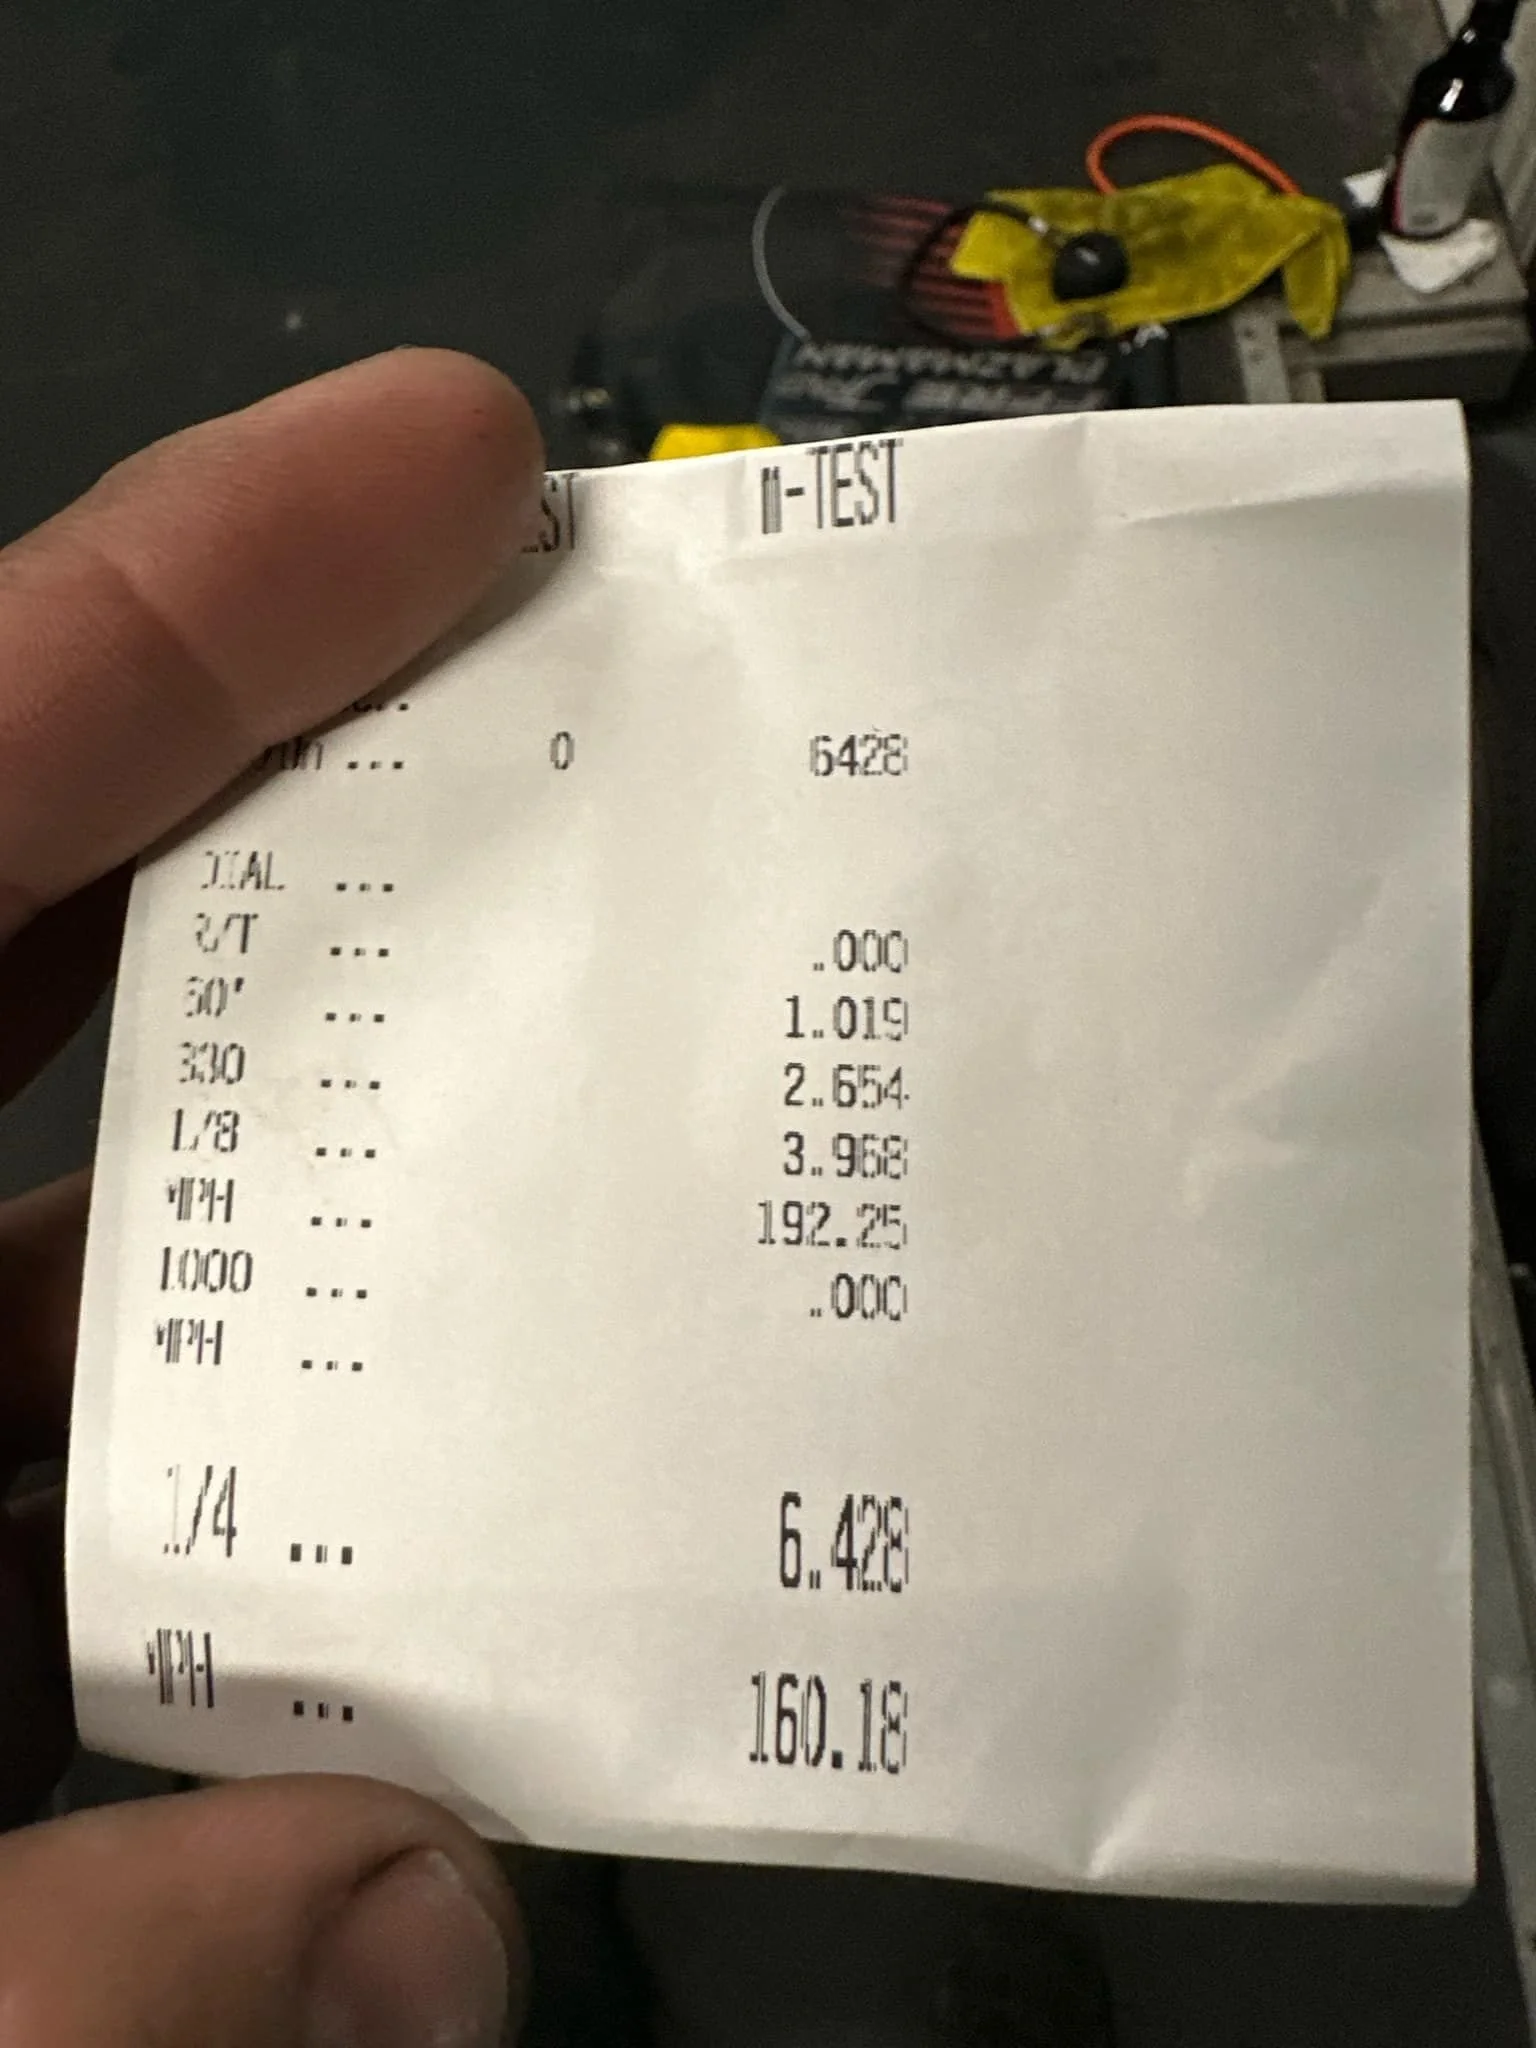 PLAZMAMAN
m-TEST
0 6428
DIAL ...
R/T ... .000
60' ... 1.019
330 ... 2.654
1/8 ... 3.968
MPH ... 192.25
1000 ... .000
MPH ...
1/4 ... 6.428
MPH ... 160.18